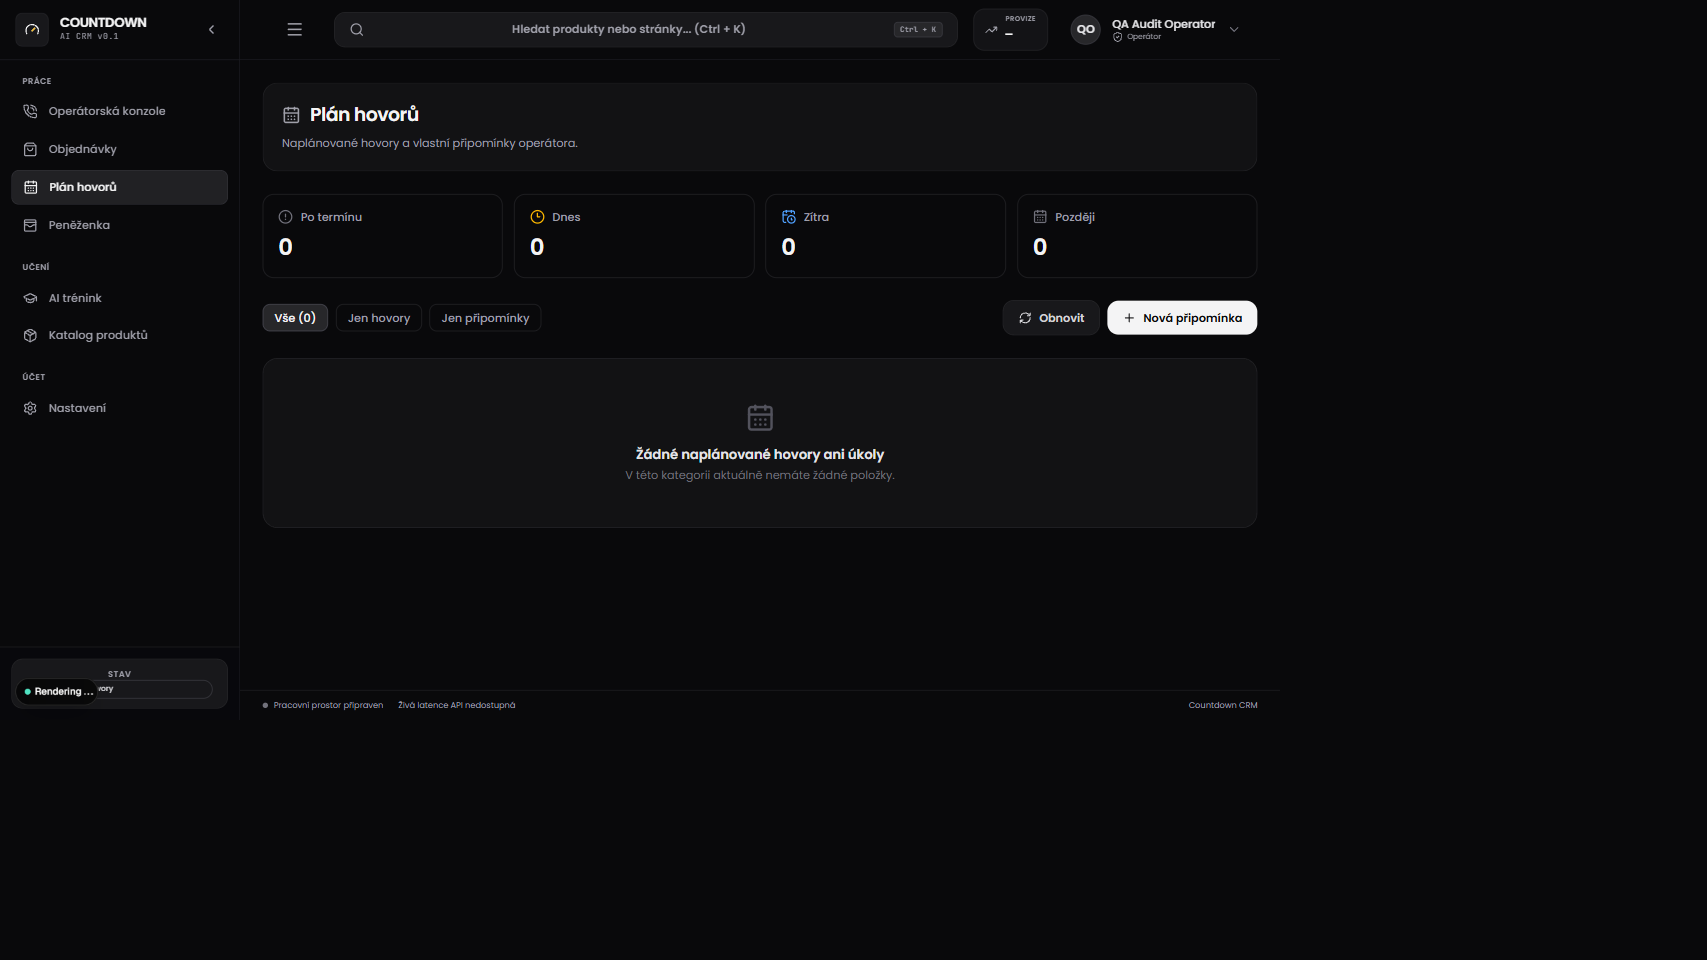 COUNTDOWN
AI CRM v0.1
PRÁCE
Operátorská konzole
Objednávky
Plán hovorů
Peněženka
UČENÍ
AI trénink
Katalog produktů
ÚČET
Nastavení
STAV
Rendering ...
vory
Hledat produkty nebo stránky... (Ctrl + K)
Ctrl + K
PROVIZE
–
QO
QA Audit Operator
Operátor
Plán hovorů
Naplánované hovory a vlastní připomínky operátora.
Po termínu
0
Dnes
0
Zítra
0
Později
0
Vše (0)
Jen hovory
Jen připomínky
Obnovit
Nová připomínka
Žádné naplánované hovory ani úkoly
V této kategorii aktuálně nemáte žádné položky.
Pracovní prostor připraven
Živá latence API nedostupná
Countdown CRM